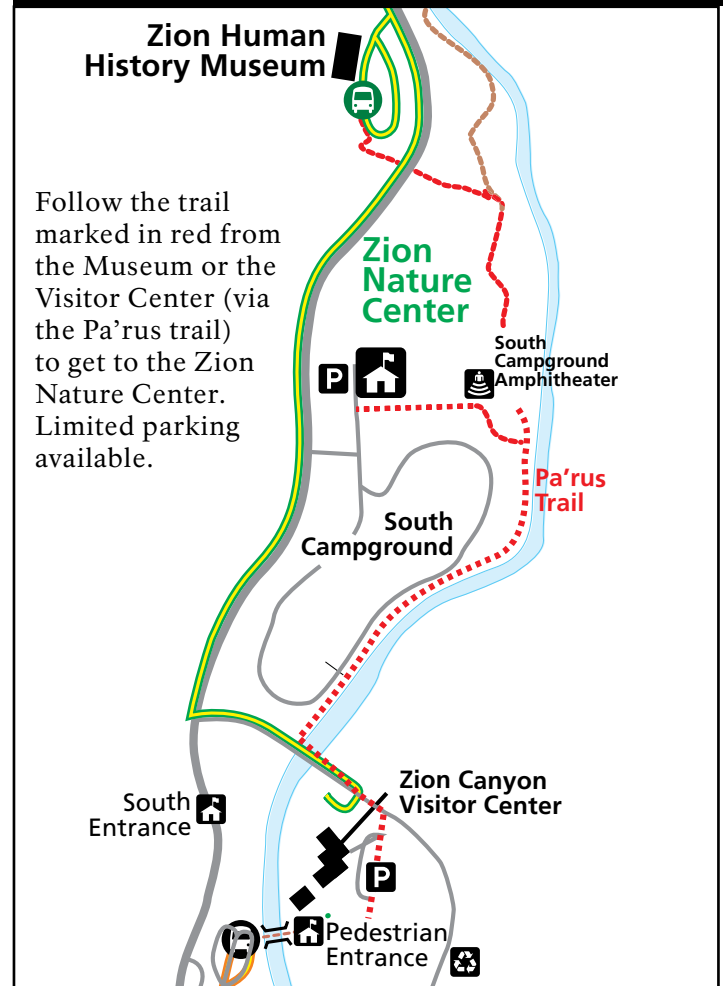 Zion Human
History Museum
Follow the trail
marked in red from
the Museum or the
Visitor Center (via
the Pa’rus trail)
to get to the Zion
Nature Center.
Limited parking
available.
Zion
Nature
Center
South
Campground
Amphitheater
P
Pa’rus
Trail
South
Campground
Zion Canyon
Visitor Center
South
Entrance
P
Pedestrian
Entrance